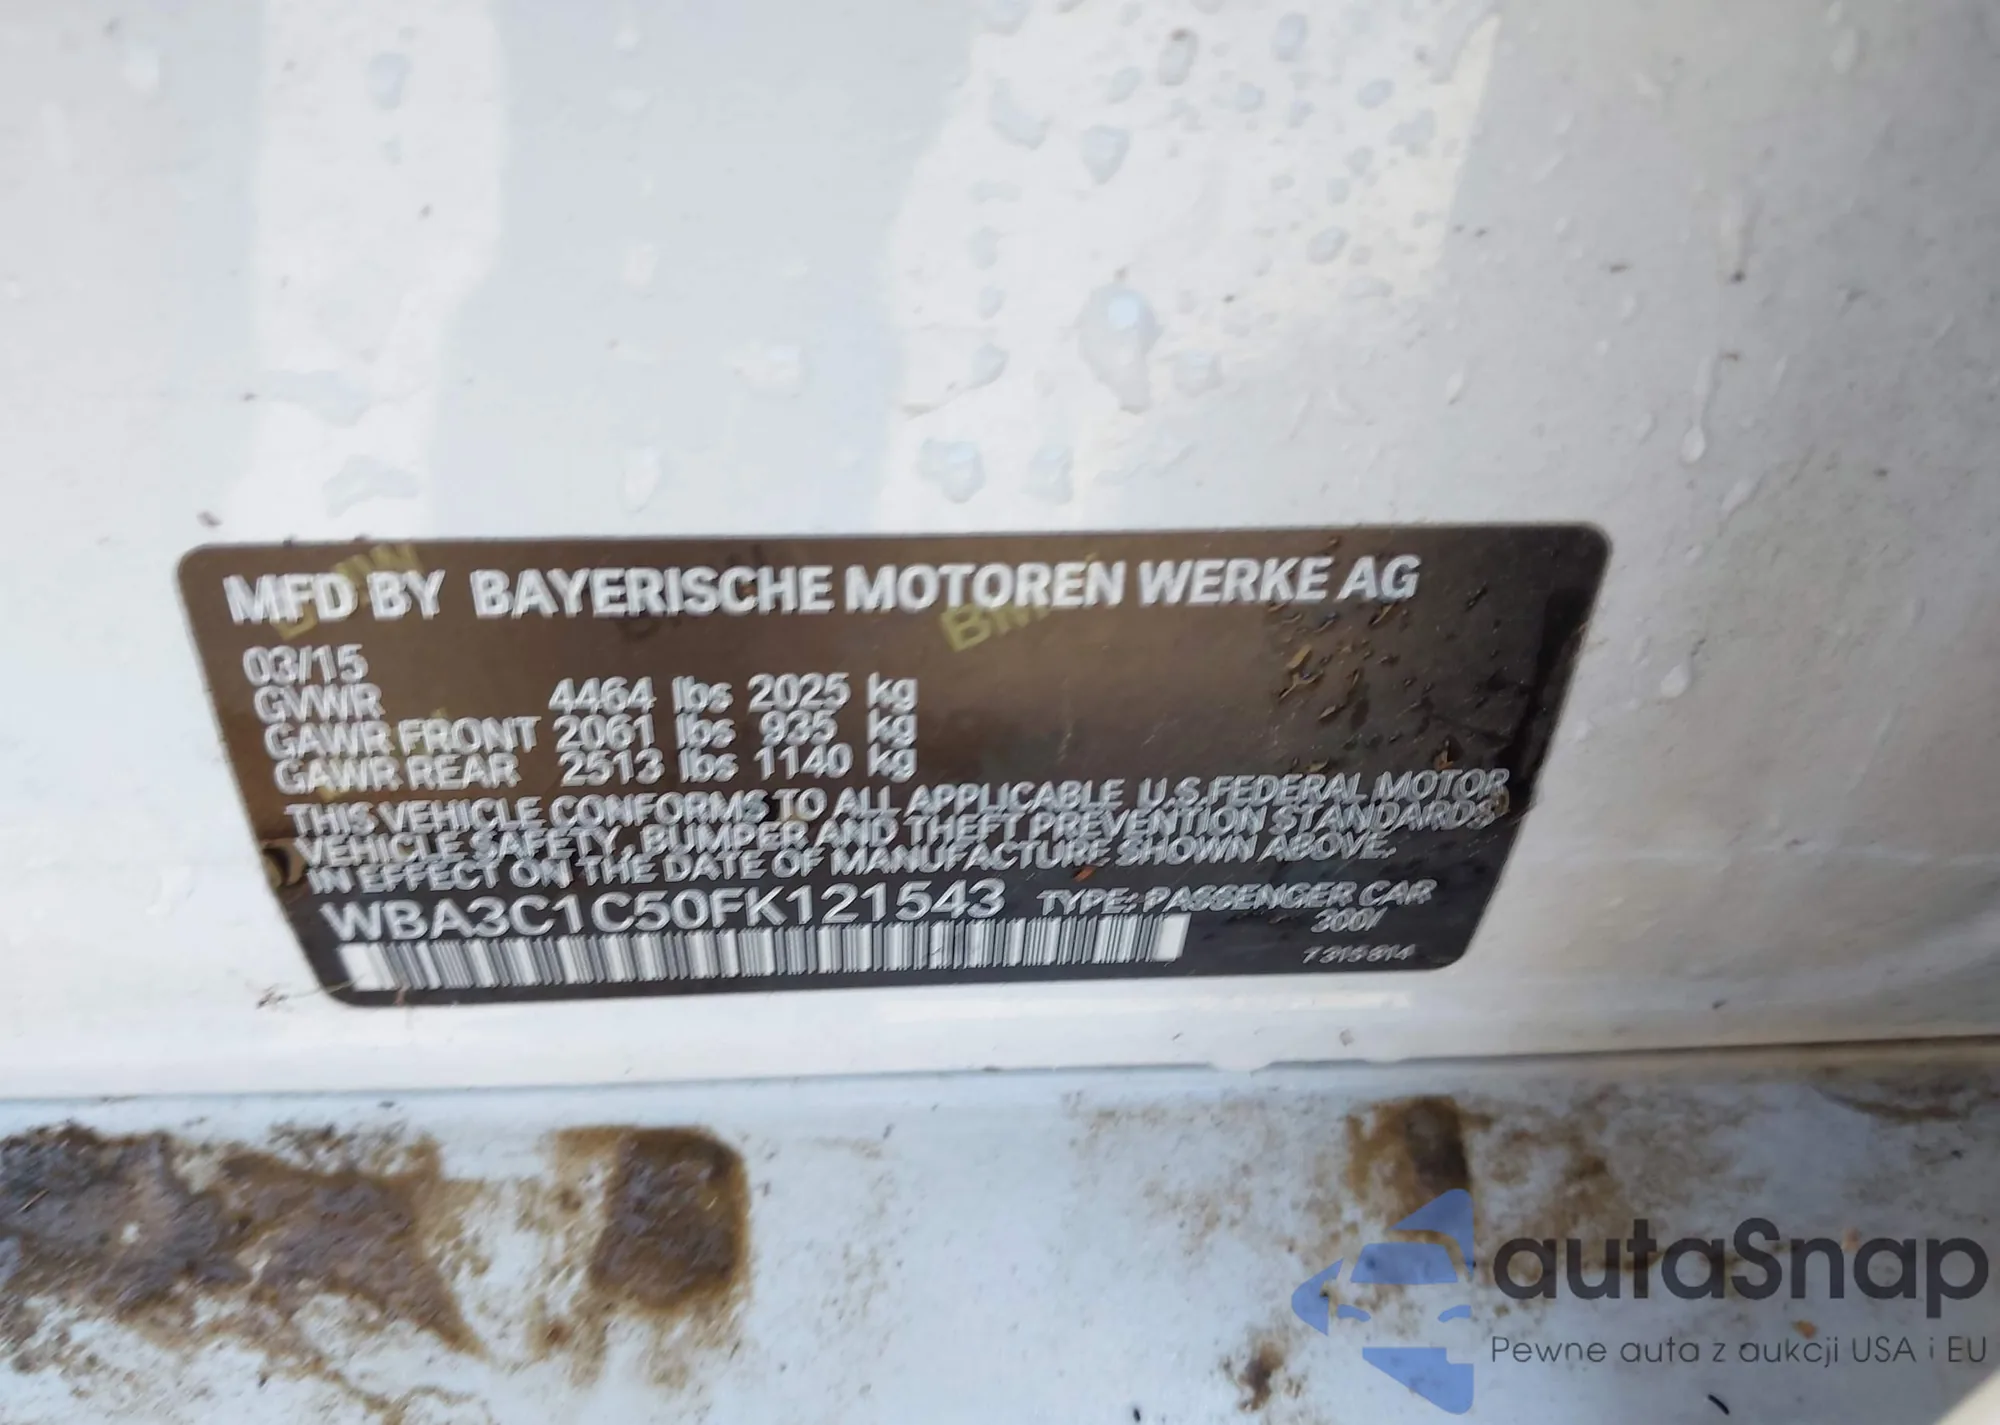 MFD BY BAYERISCHE MOTOREN WERKE AG
03/15
GVWR 4464 lbs 2025 kg
GAWR FRONT 2061 lbs 935 kg
GAWR REAR 2513 lbs 1140 kg
THIS VEHICLE CONFORMS TO ALL APPLICABLE U.S.FEDERAL MOTOR
VEHICLE SAFETY, BUMPER AND THEFT PREVENTION STANDARDS
IN EFFECT ON THE DATE OF MANUFACTURE SHOWN ABOVE.
WBA3C1C50FK121543 TYPE: PASSENGER CAR
300/
7315814
autaSnap
Pewne auta z aukcji USA i EU